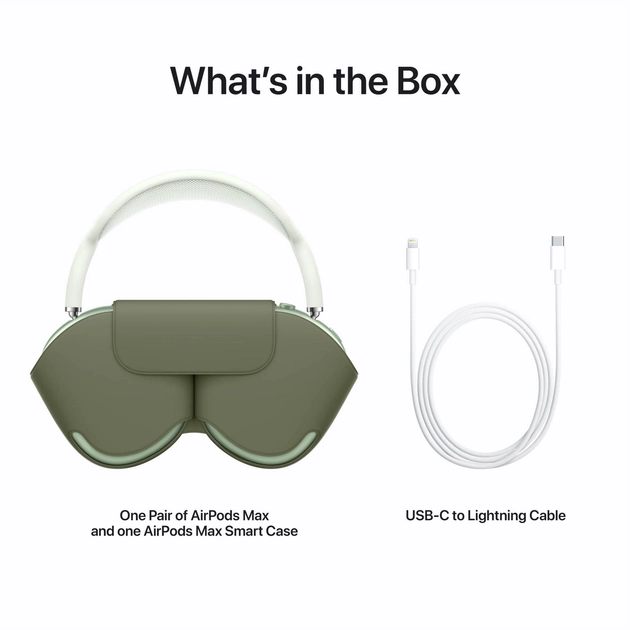 What’s in the Box
One Pair of AirPods Max
and one AirPods Max Smart Case
USB-C to Lightning Cable